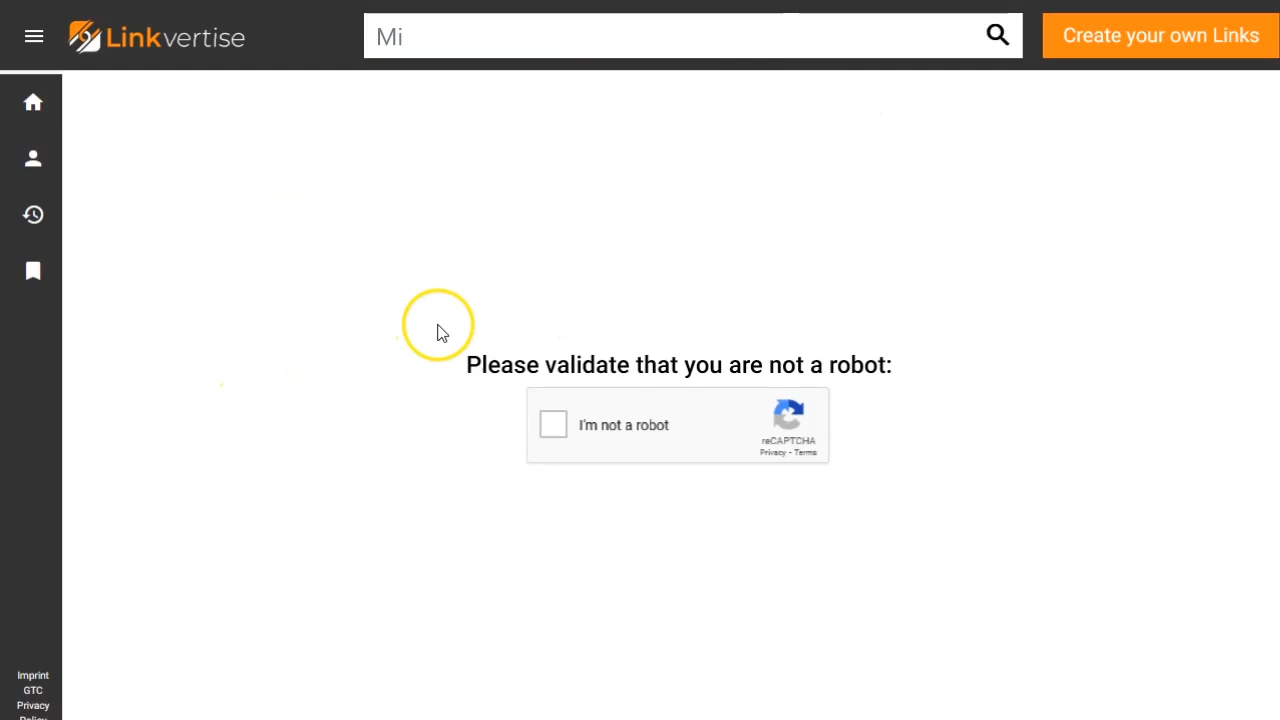 Linkvertise
Mi
Create your own Links
Please validate that you are not a robot:
I'm not a robot
reCAPTCHA
Privacy - Terms
Imprint
GTC
Privacy
Policy